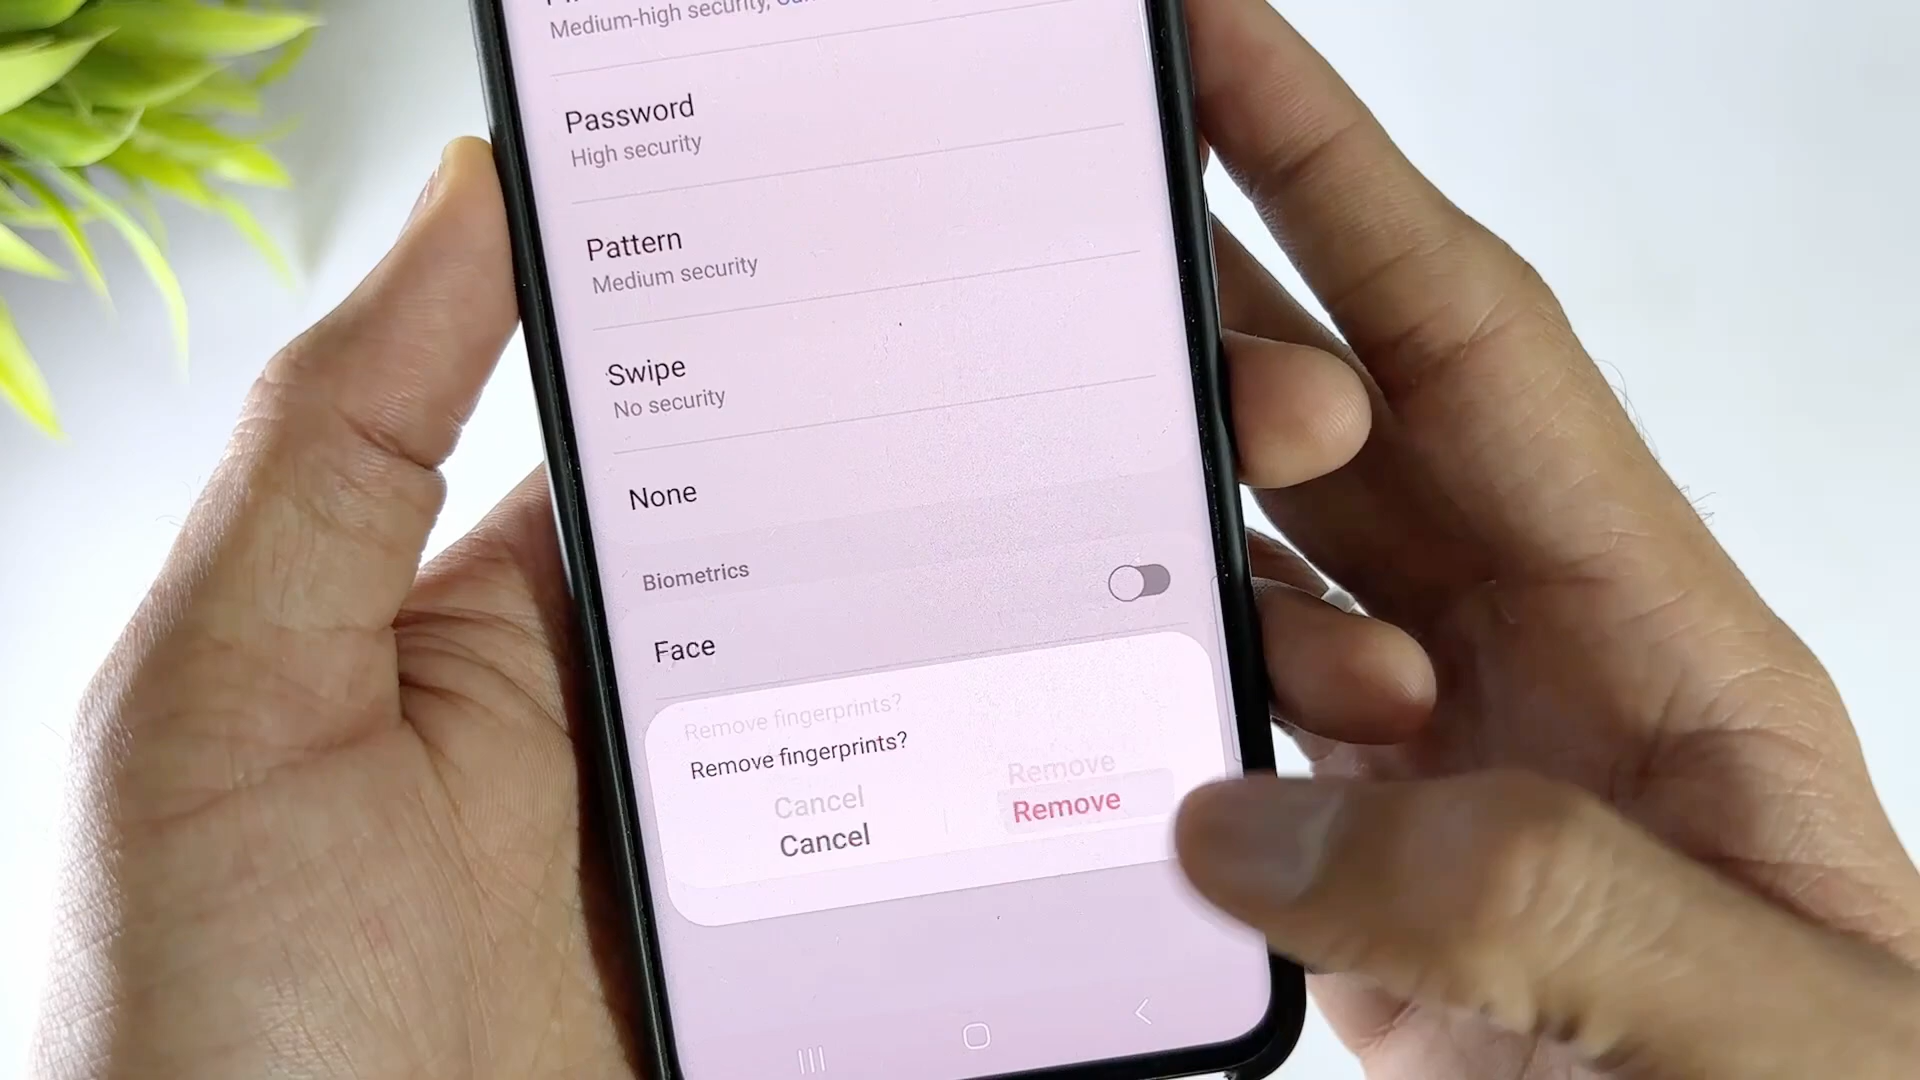 Medium-high security,
Password
High security
Pattern
Medium security
Swipe
No security
None
Biometrics
Face
Remove fingerprints?
Remove fingerprints?
Remove
Cancel
Remove
Cancel